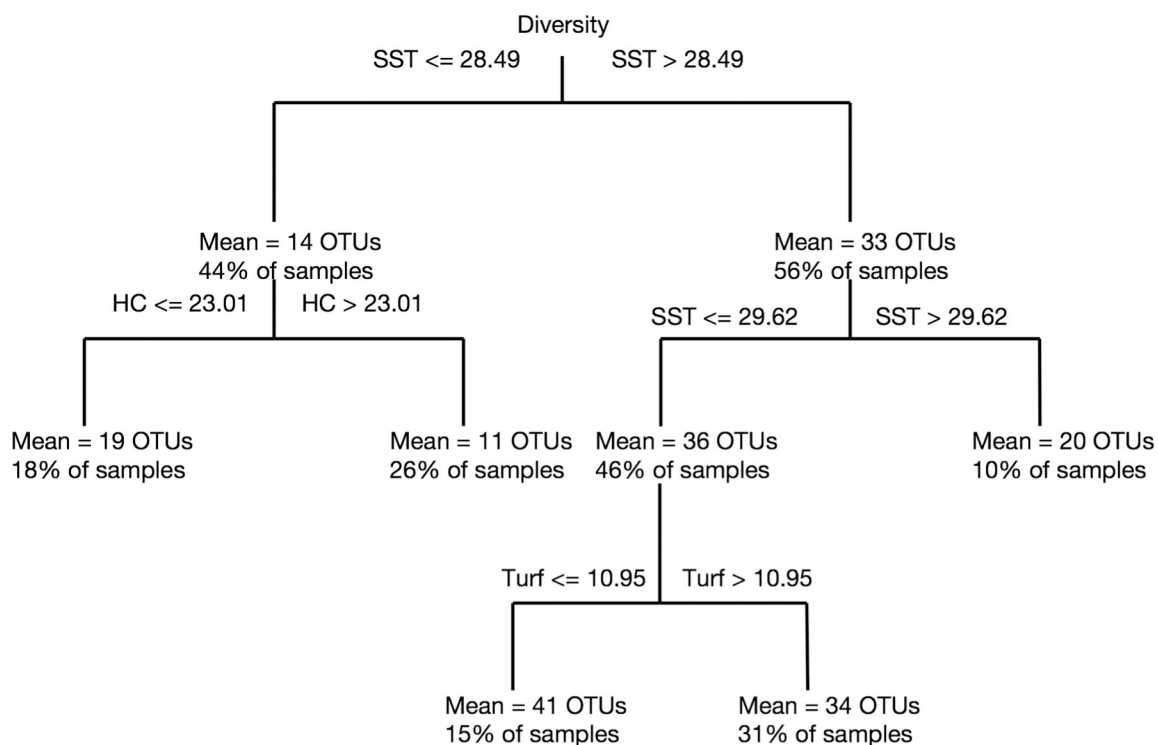 Diversity
SST <= 28.49
SST > 28.49
Mean = 14 OTUs
44% of samples
Mean = 33 OTUs
56% of samples
HC <= 23.01
HC > 23.01
SST <= 29.62
SST > 29.62
Mean = 19 OTUs
18% of samples
Mean = 11 OTUs
26% of samples
Mean = 36 OTUs
46% of samples
Mean = 20 OTUs
10% of samples
Turf <= 10.95
Turf > 10.95
Mean = 41 OTUs
15% of samples
Mean = 34 OTUs
31% of samples